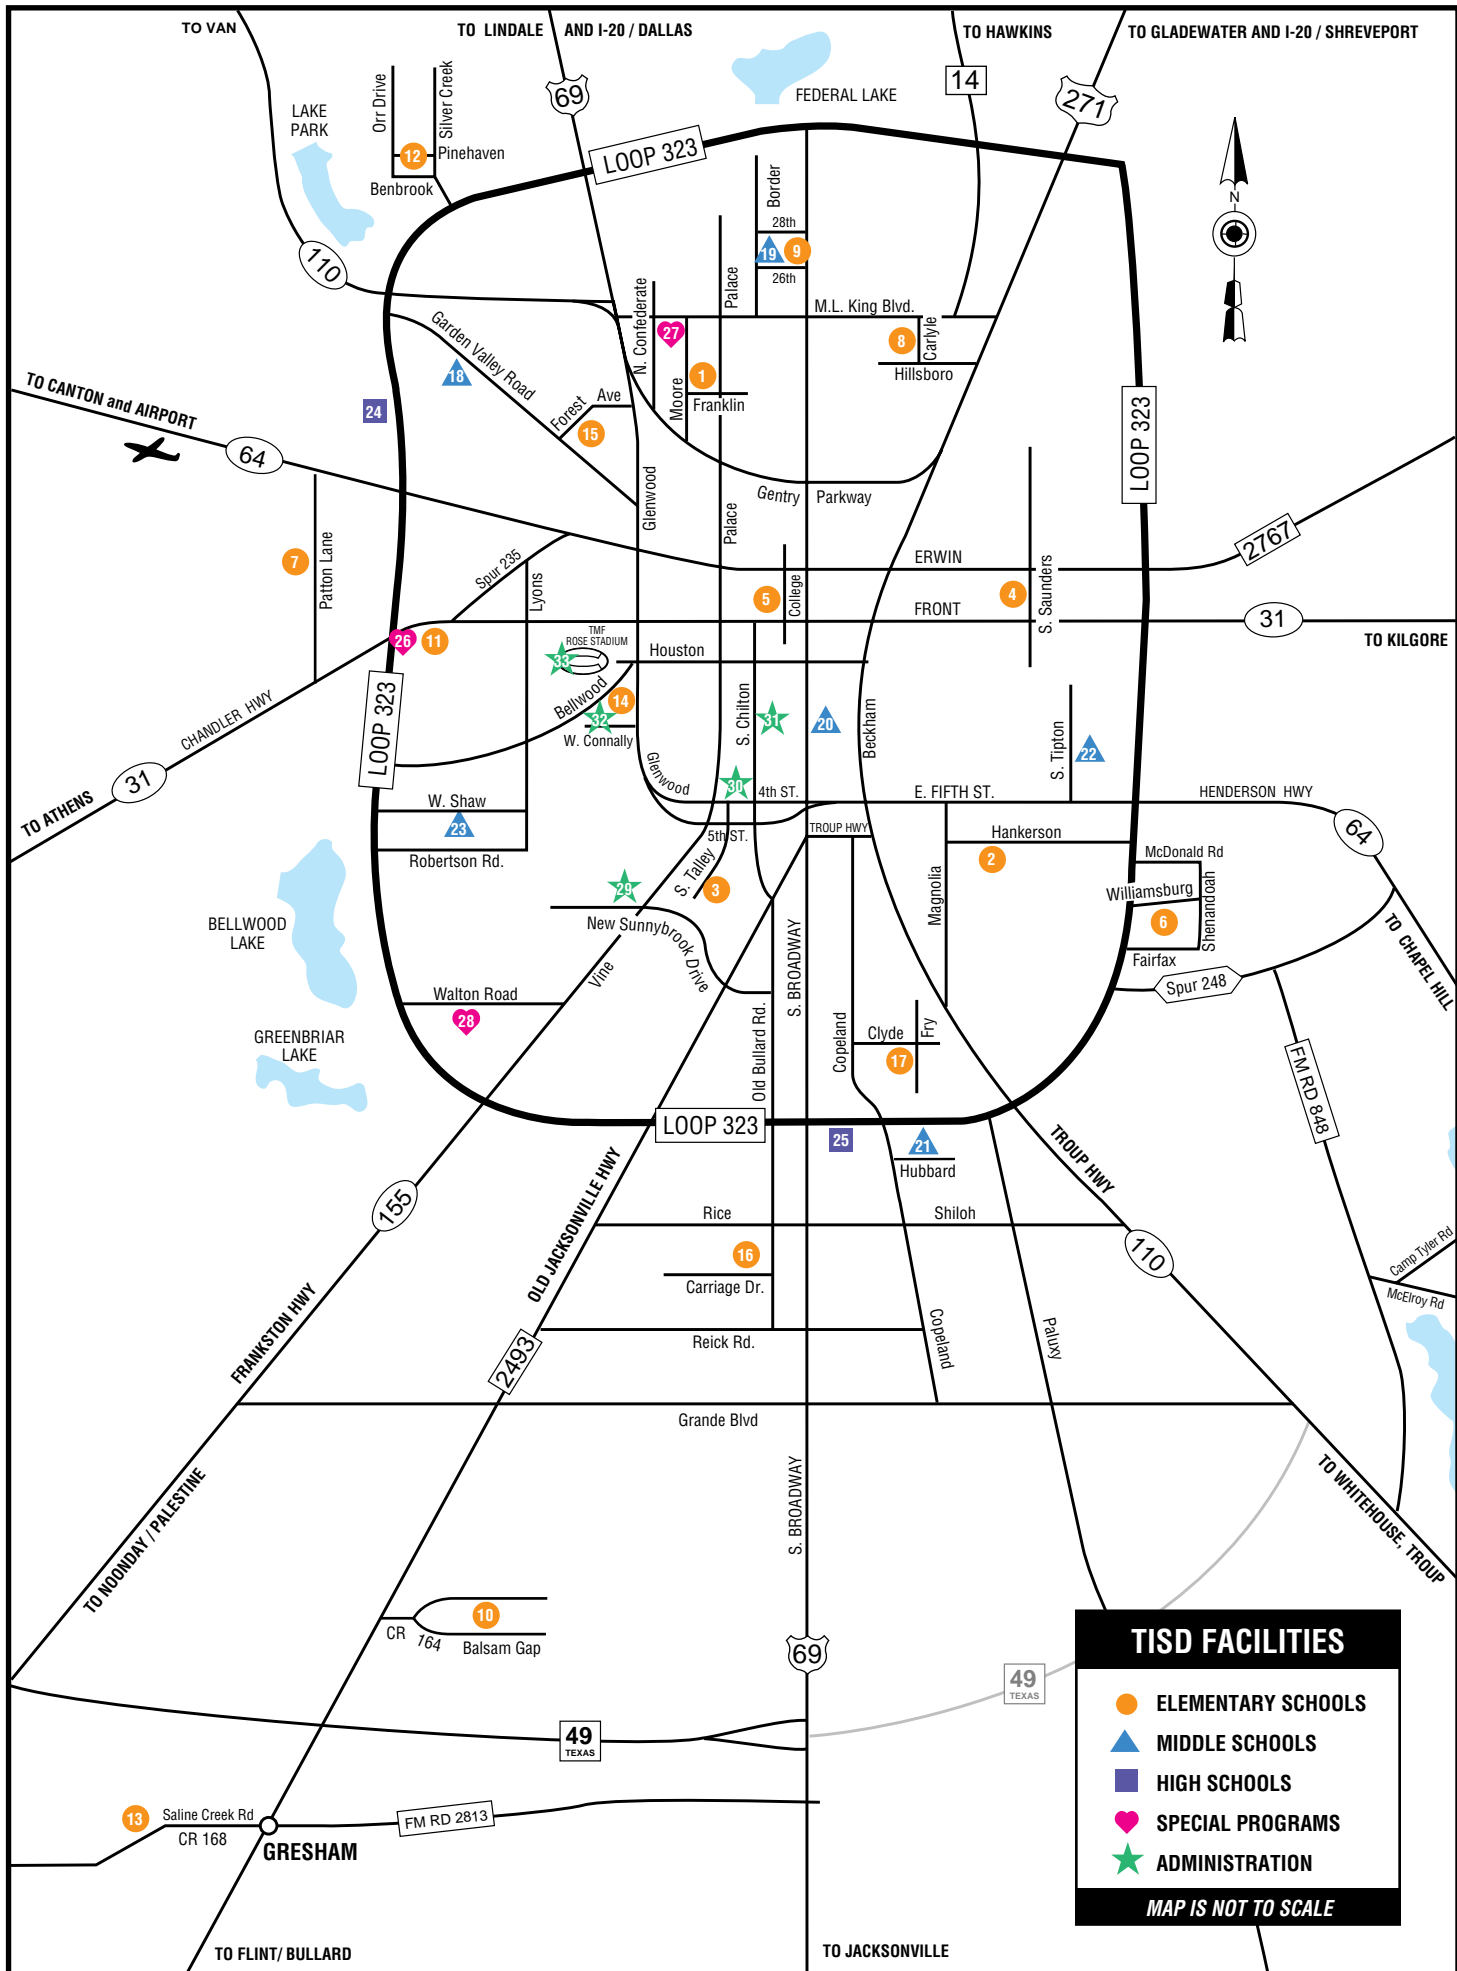 TO VAN
TO LINDALE
AND I-20 / DALLAS
TO HAWKINS
TO GLADEWATER AND I-20 / SHREVEPORT
69
14
271
FEDERAL LAKE
LAKE
PARK
Orr Drive
Silver Creek
12
Pinehaven
Benbrook
LOOP 323
Border
28th
19
9
26th
N
110
Palace
N. Confederate
M.L. King Blvd.
27
8
Carlyle
Hillsboro
Garden Valley Road
18
1
Moore
Franklin
Forest
Ave
15
24
TO CANTON and AIRPORT
64
LOOP 323
Glenwood
Gentry
Parkway
Palace
2767
7
Patton Lane
Spur 235
Lyons
ERWIN
5
College
4
S. Saunders
FRONT
31
TO KILGORE
26
11
TMF
ROSE STADIUM
33
Houston
CHANDLER HWY
LOOP 323
Bellwood
14
32
W. Connally
S. Chilton
31
20
Beckham
S. Tipton
22
31
TO ATHENS
Glenwood
30
4th ST.
E. FIFTH ST.
HENDERSON HWY
64
W. Shaw
23
Robertson Rd.
5th ST.
TROUP HWY
Hankerson
2
McDonald Rd
Williamsburg
6
Shenandoah
Fairfax
TO CHAPEL HILL
S. Talley
3
29
New Sunnybrook Drive
Magnolia
BELLWOOD
LAKE
Vine
S. BROADWAY
Spur 248
Walton Road
28
GREENBRIAR
LAKE
Old Bullard Rd.
Copeland
Clyde
Fry
17
FM RD 848
LOOP 323
25
21
Hubbard
TROUP HWY
155
OLD JACKSONVILLE HWY
Rice
Shiloh
110
16
Carriage Dr.
Camp Tyler Rd
McElroy Rd
FRANKSTON HWY
2493
Reick Rd.
Copeland
Paluxy
Grande Blvd
TO NOONDAY / PALESTINE
S. BROADWAY
TO WHITEHOUSE, TROUP
CR
164
10
Balsam Gap
69
49
TEXAS
49
TEXAS
13
Saline Creek Rd
CR 168
GRESHAM
FM RD 2813
TO FLINT/ BULLARD
TO JACKSONVILLE
TISD FACILITIES
ELEMENTARY SCHOOLS
MIDDLE SCHOOLS
HIGH SCHOOLS
SPECIAL PROGRAMS
ADMINISTRATION
MAP IS NOT TO SCALE